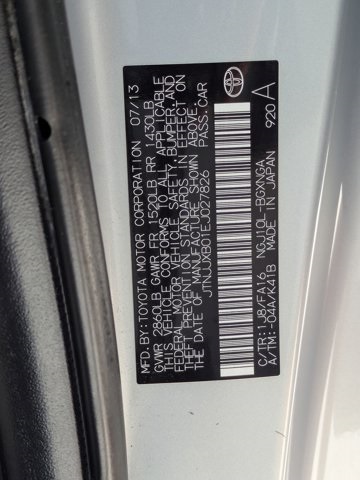 MFD. BY: TOYOTA MOTOR CORPORATION 07/13
GVWR 2860LB GAWR FR 1520LB RR 1430LB
THIS VEHICLE CONFORMS TO ALL APPLICABLE
FEDERAL MOTOR VEHICLE SAFETY, BUMPER, AND
THEFT PREVENTION STANDARDS IN EFFECT ON
THE DATE OF MANUFACTURE SHOWN ABOVE.
JTNJJXB01EJ027826 PASS. CAR
C/TR: 1J8/FA16 NGJ10L-BGXNGA
A/TM: -04A/K41B MADE IN JAPAN 920 A